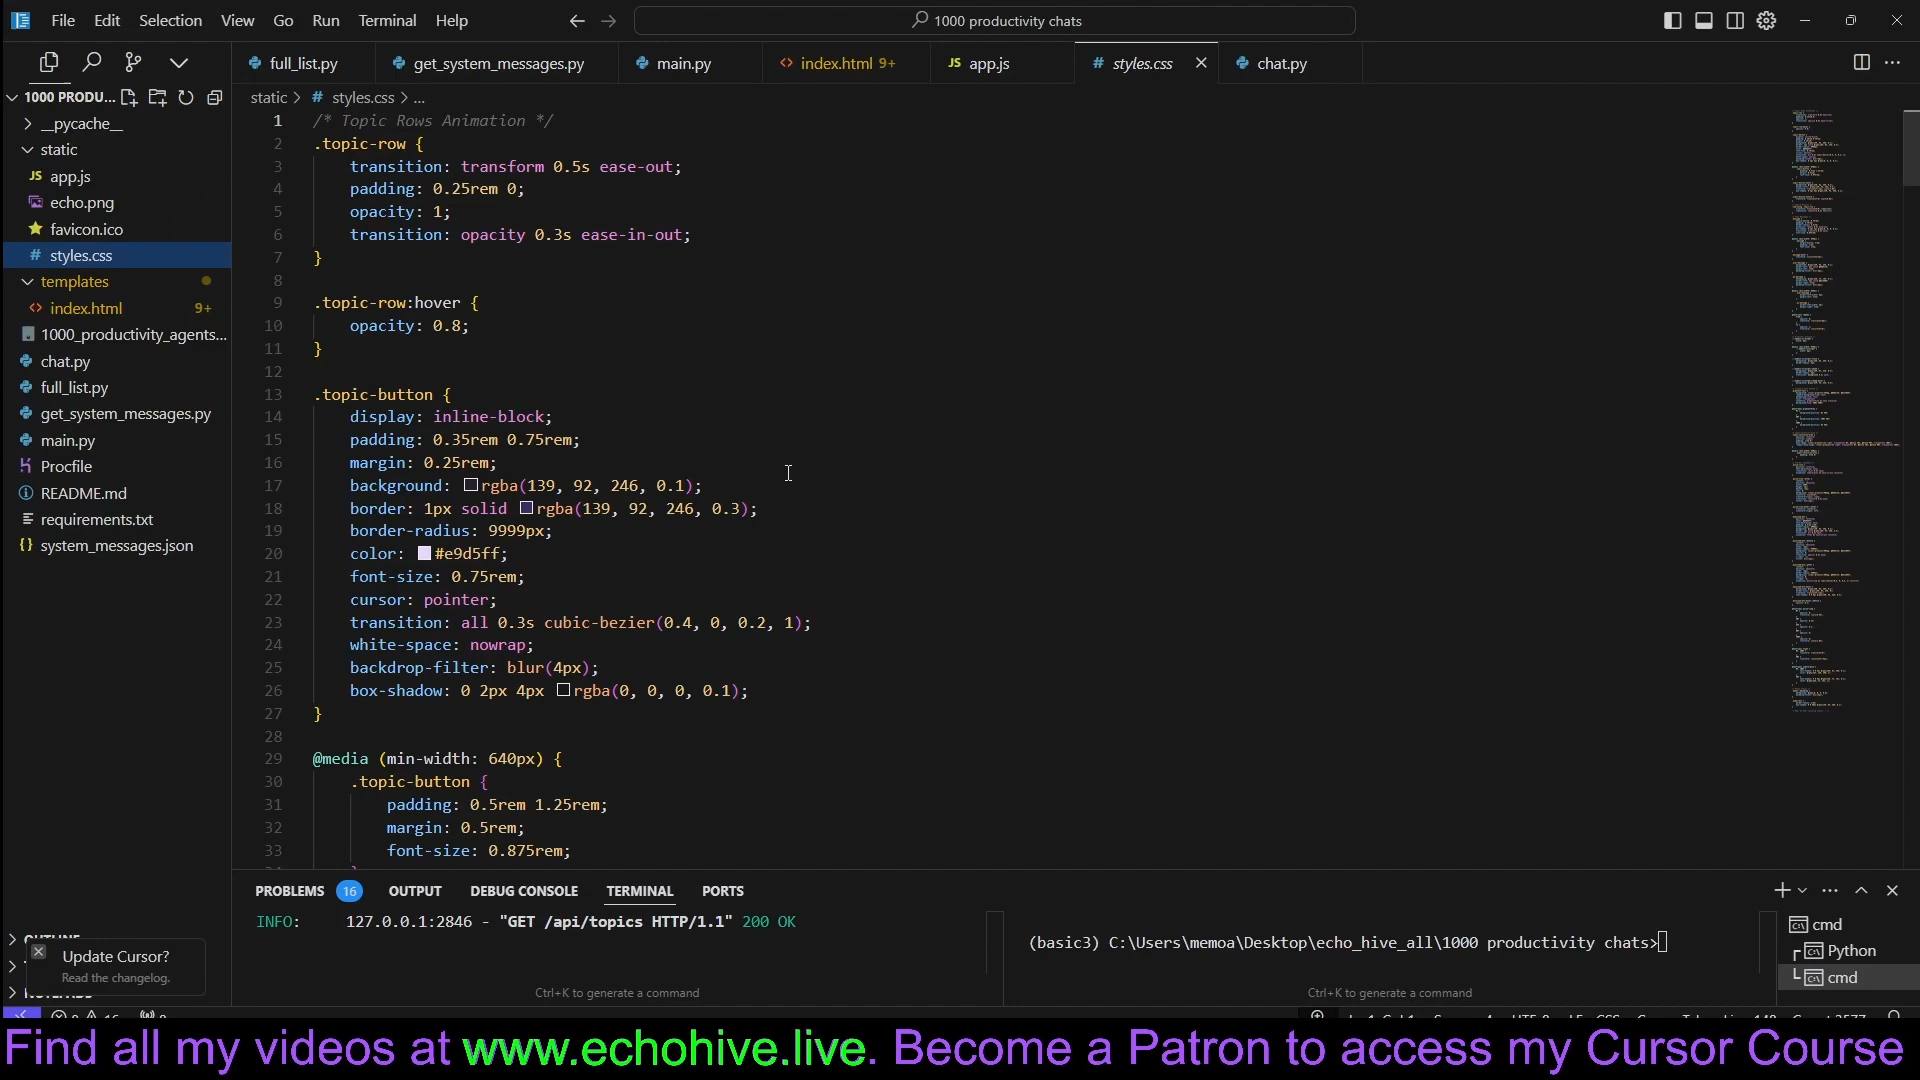 File Edit Selection View Go Run Terminal Help
1000 productivity chats
full_list.py get_system_messages.py main.py index.html 9+ app.js styles.css chat.py
1000 PRODU...
static > # styles.css > ...
__pycache__
static
JS app.js
echo.png
favicon.ico
# styles.css
templates
<> index.html 9+
1000_productivity_agents...
chat.py
full_list.py
get_system_messages.py
main.py
Procfile
README.md
requirements.txt
{} system_messages.json
1 /* Topic Rows Animation */
2 .topic-row {
3 transition: transform 0.5s ease-out;
4 padding: 0.25rem 0;
5 opacity: 1;
6 transition: opacity 0.3s ease-in-out;
7 }
8
9 .topic-row:hover {
10 opacity: 0.8;
11 }
12
13 .topic-button {
14 display: inline-block;
15 padding: 0.35rem 0.75rem;
16 margin: 0.25rem;
17 background: rgba(139, 92, 246, 0.1);
18 border: 1px solid rgba(139, 92, 246, 0.3);
19 border-radius: 9999px;
20 color: #e9d5ff;
21 font-size: 0.75rem;
22 cursor: pointer;
23 transition: all 0.3s cubic-bezier(0.4, 0, 0.2, 1);
24 white-space: nowrap;
25 backdrop-filter: blur(4px);
26 box-shadow: 0 2px 4px rgba(0, 0, 0, 0.1);
27 }
28
29 @media (min-width: 640px) {
30 .topic-button {
31 padding: 0.5rem 1.25rem;
32 margin: 0.5rem;
33 font-size: 0.875rem;
Update Cursor?
Read the changelog.
PROBLEMS 16 OUTPUT DEBUG CONSOLE TERMINAL PORTS
INFO: 127.0.0.1:2846 - "GET /api/topics HTTP/1.1" 200 OK
(basic3) C:\Users\memoa\Desktop\echo_hive_all\1000 productivity chats>
Ctrl+K to generate a command
Ctrl+K to generate a command
cmd
Python
cmd
Find all my videos at www.echohive.live. Become a Patron to access my Cursor Course